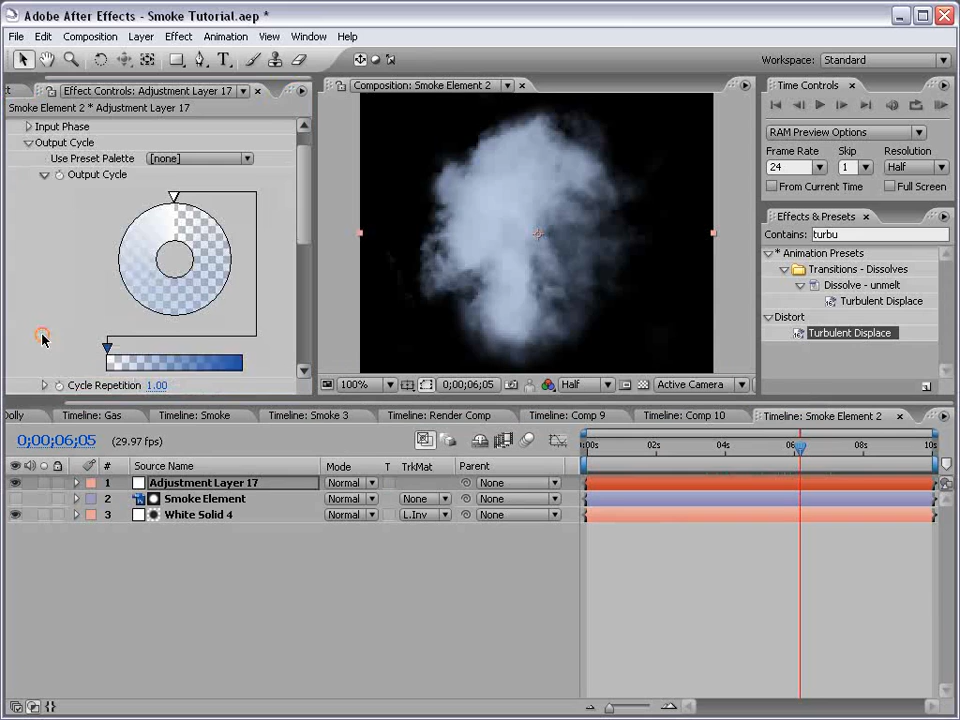 Adobe After Effects - Smoke Tutorial.aep *
File Edit Composition Layer Effect Animation View Window Help
Workspace: Standard
Effect Controls: Adjustment Layer 17
Smoke Element 2 * Adjustment Layer 17
Input Phase
Output Cycle
Use Preset Palette [none]
Output Cycle
Cycle Repetition 1.00
Composition: Smoke Element 2
100% 0;00;06;05 Half Active Camera
Time Controls
RAM Preview Options
Frame Rate Skip Resolution
24 1 Half
From Current Time Full Screen
Effects & Presets
Contains: turbu
* Animation Presets
Transitions - Dissolves
Dissolve - unmelt
Turbulent Displace
Distort
Turbulent Displace
Dolly Timeline: Gas Timeline: Smoke Timeline: Smoke 3 Timeline: Render Comp Timeline: Comp 9 Timeline: Comp 10 Timeline: Smoke Element 2
0;00;06;05 (29.97 fps)
# Source Name Mode T TrkMat Parent
1 Adjustment Layer 17 Normal None
2 Smoke Element Normal None None
3 White Solid 4 Normal L.Inv None
02s 04s 08s 10s